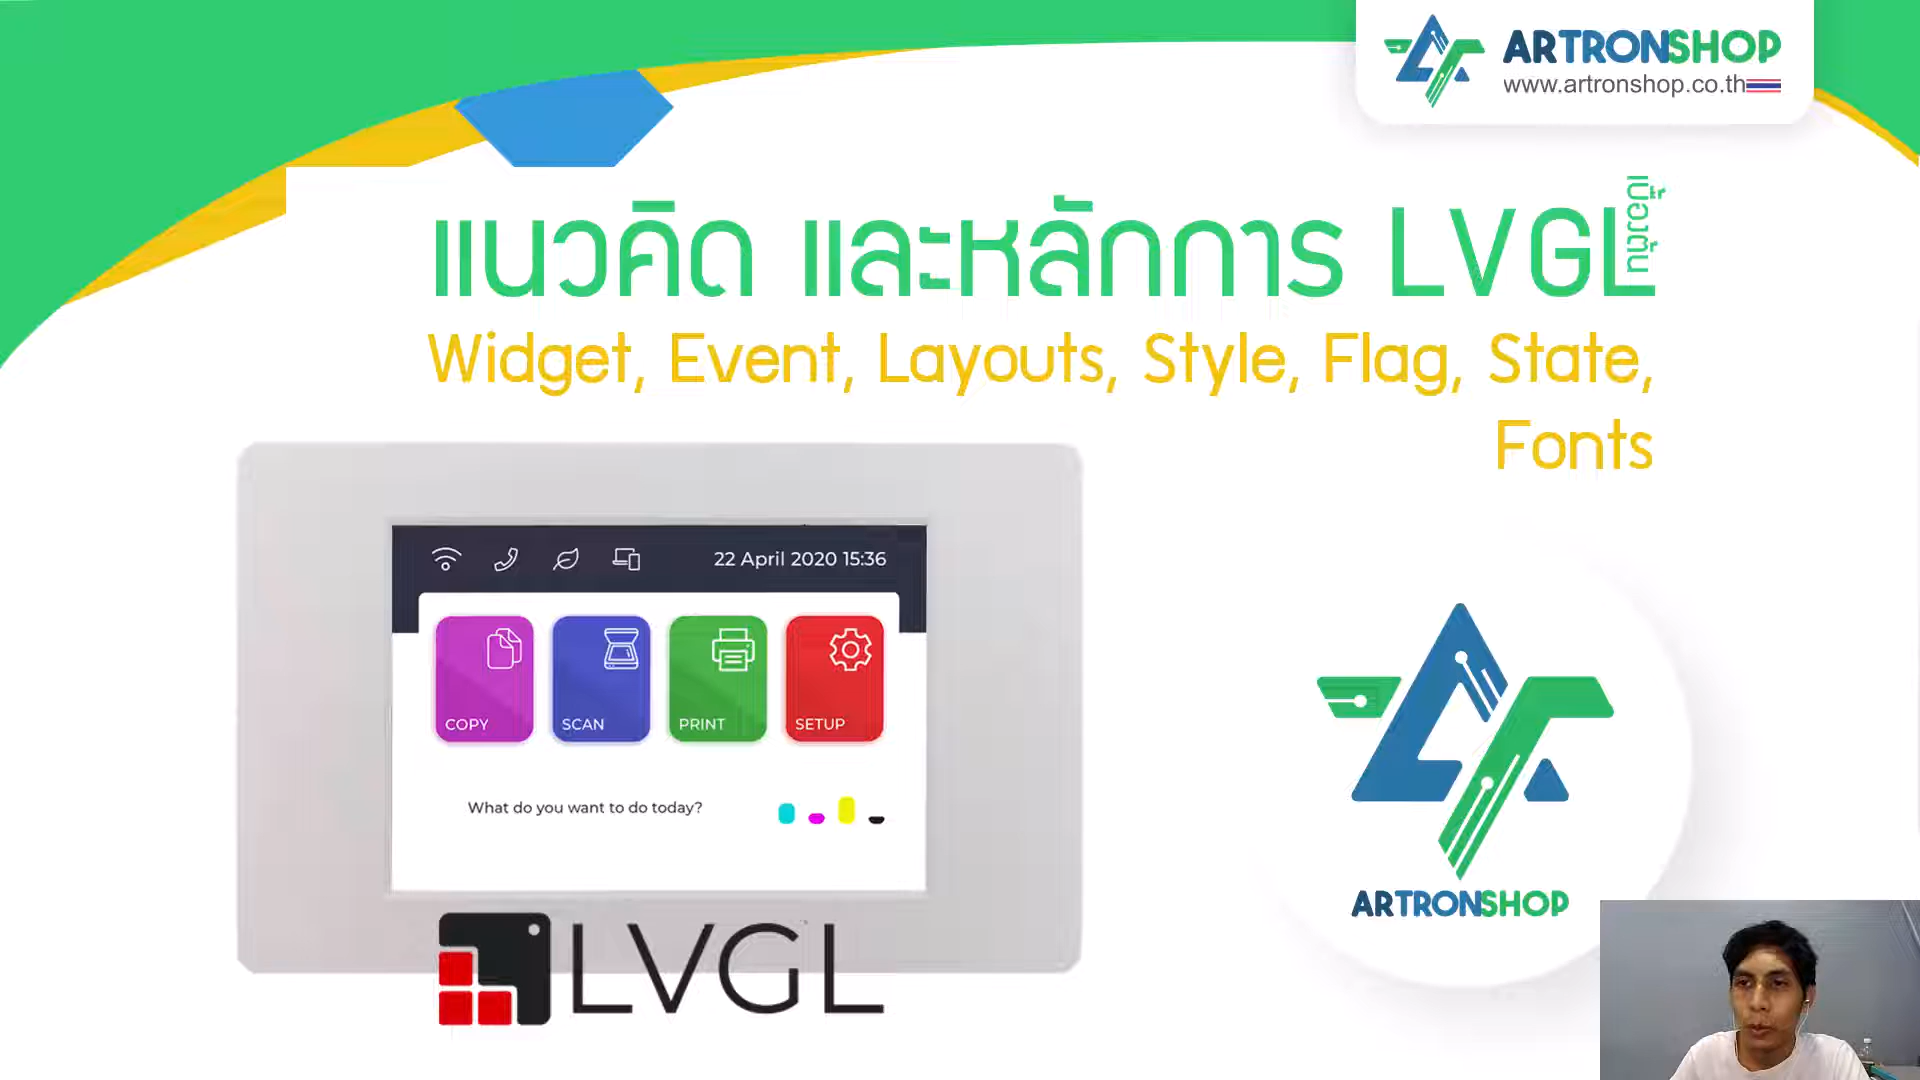 ARTRONSHOP
www.artronshop.co.th
แนวคิด และหลักการ LVGL
เบื้องต้น
Widget, Event, Layouts, Style, Flag, State,
Fonts
22 April 2020 15:36
COPY
SCAN
PRINT
SETUP
What do you want to do today?
LVGL
ARTRONSHOP